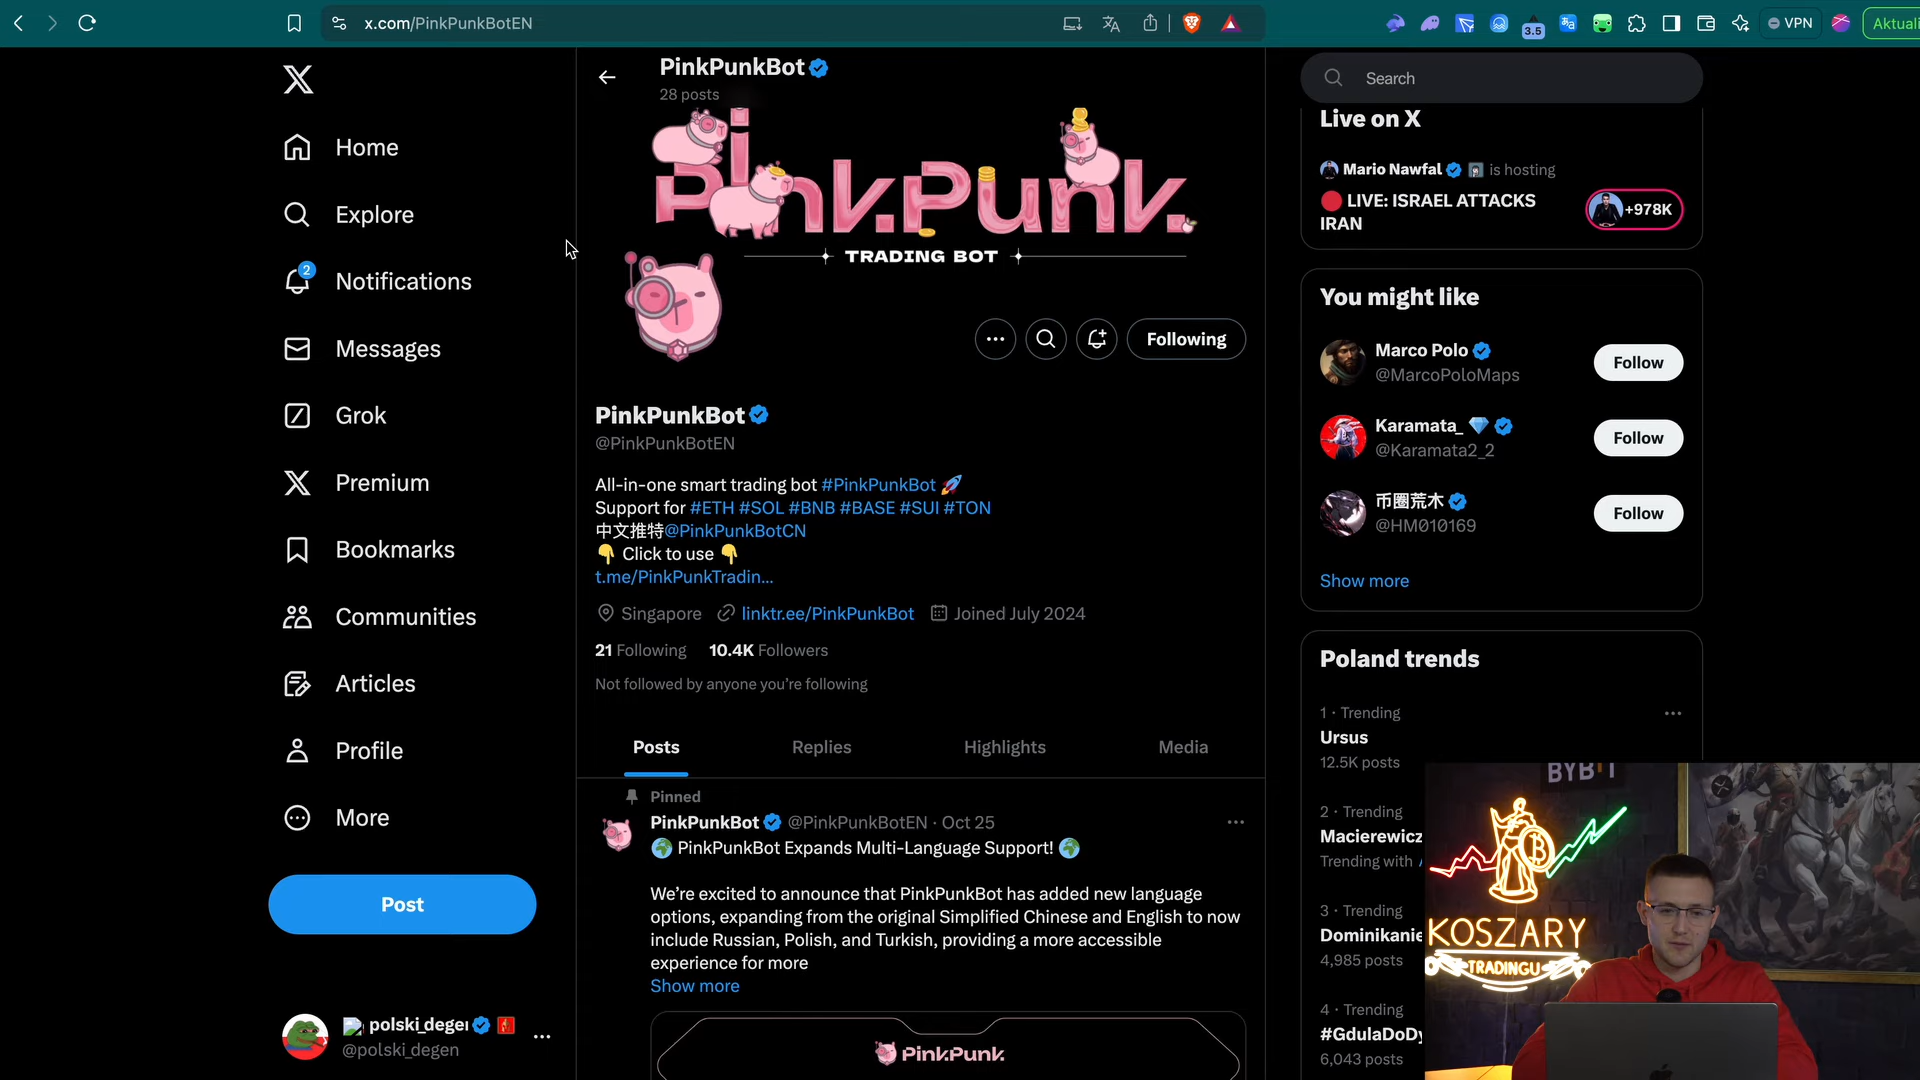 x.com/PinkPunkBotEN
3.5
VPN
Aktuali
Home
Explore
2
Notifications
Messages
Grok
Premium
Bookmarks
Communities
Articles
Profile
More
Post
polski_degen
@polski_degen
PinkPunkBot
28 posts
PinkPunk.
TRADING BOT
Following
PinkPunkBot
@PinkPunkBotEN
All-in-one smart trading bot #PinkPunkBot 🚀
Support for #ETH #SOL #BNB #BASE #SUI #TON
中文推特@PinkPunkBotCN
👇 Click to use 👇
t.me/PinkPunkTradin...
Singapore linktr.ee/PinkPunkBot Joined July 2024
21 Following 10.4K Followers
Not followed by anyone you’re following
Posts Replies Highlights Media
Pinned
PinkPunkBot @PinkPunkBotEN · Oct 25
🌍 PinkPunkBot Expands Multi-Language Support! 🌍
We’re excited to announce that PinkPunkBot has added new language
options, expanding from the original Simplified Chinese and English to now
include Russian, Polish, and Turkish, providing a more accessible
experience for more
Show more
PinkPunk.
Search
Live on X
Mario Nawfal is hosting
🔴 LIVE: ISRAEL ATTACKS
IRAN
+978K
You might like
Marco Polo
@MarcoPoloMaps
Follow
Karamata_ 💎
@Karamata2_2
Follow
币圈荒木
@HM010169
Follow
Show more
Poland trends
1 · Trending
Ursus
12.5K posts
2 · Trending
Macierewicz
Trending with
3 · Trending
Dominikanie
4,985 posts
4 · Trending
#GdulaDoDy
6,043 posts
BYBIT
KOSZARY
TRADINGU